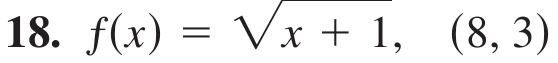 18. f(x) = √x + 1, (8, 3)